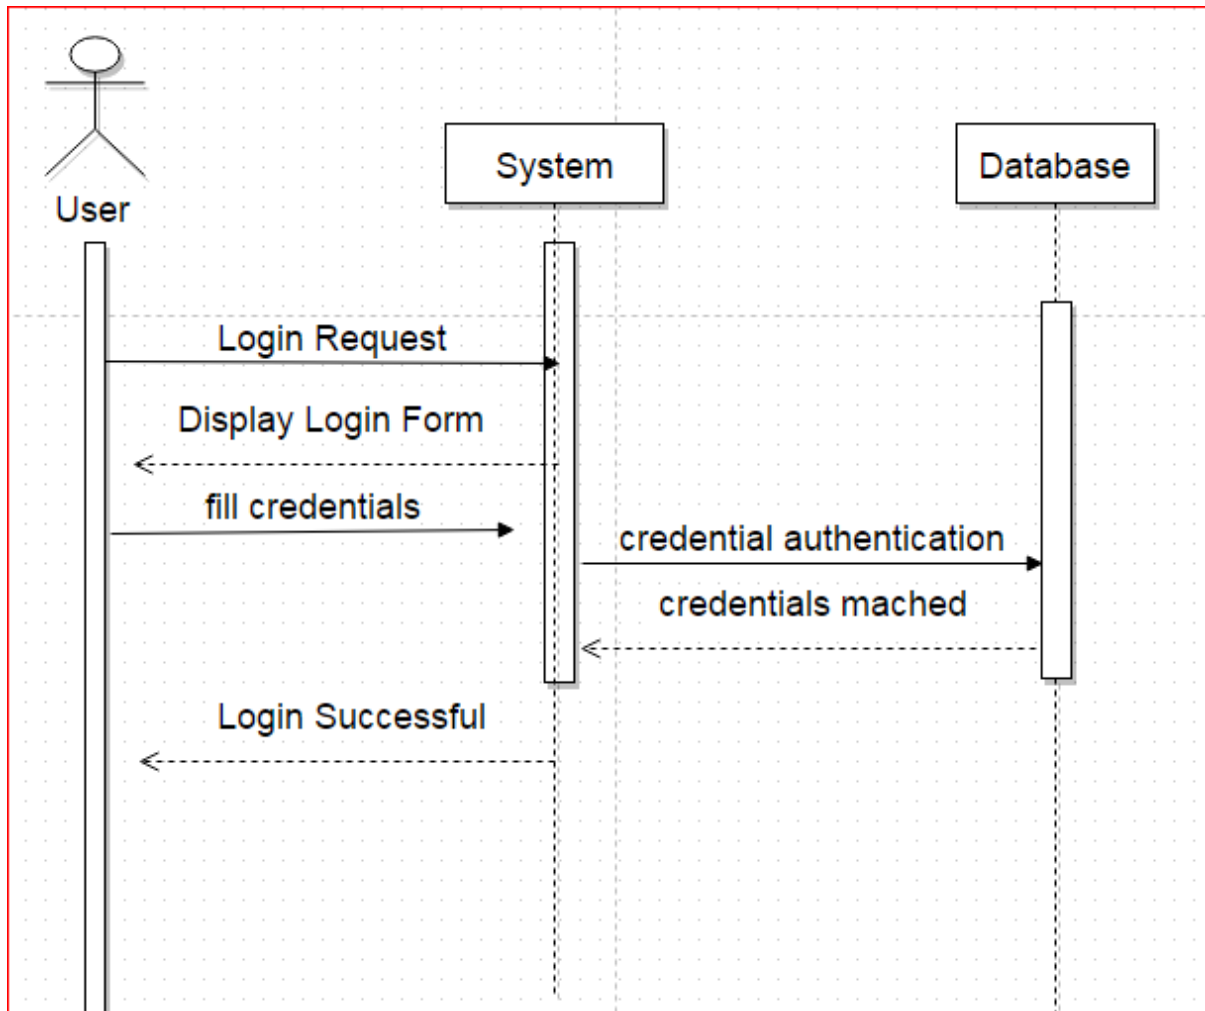 System
Database
User
Login Request
Display Login Form
fill credentials
credential authentication
credentials mached
Login Successful